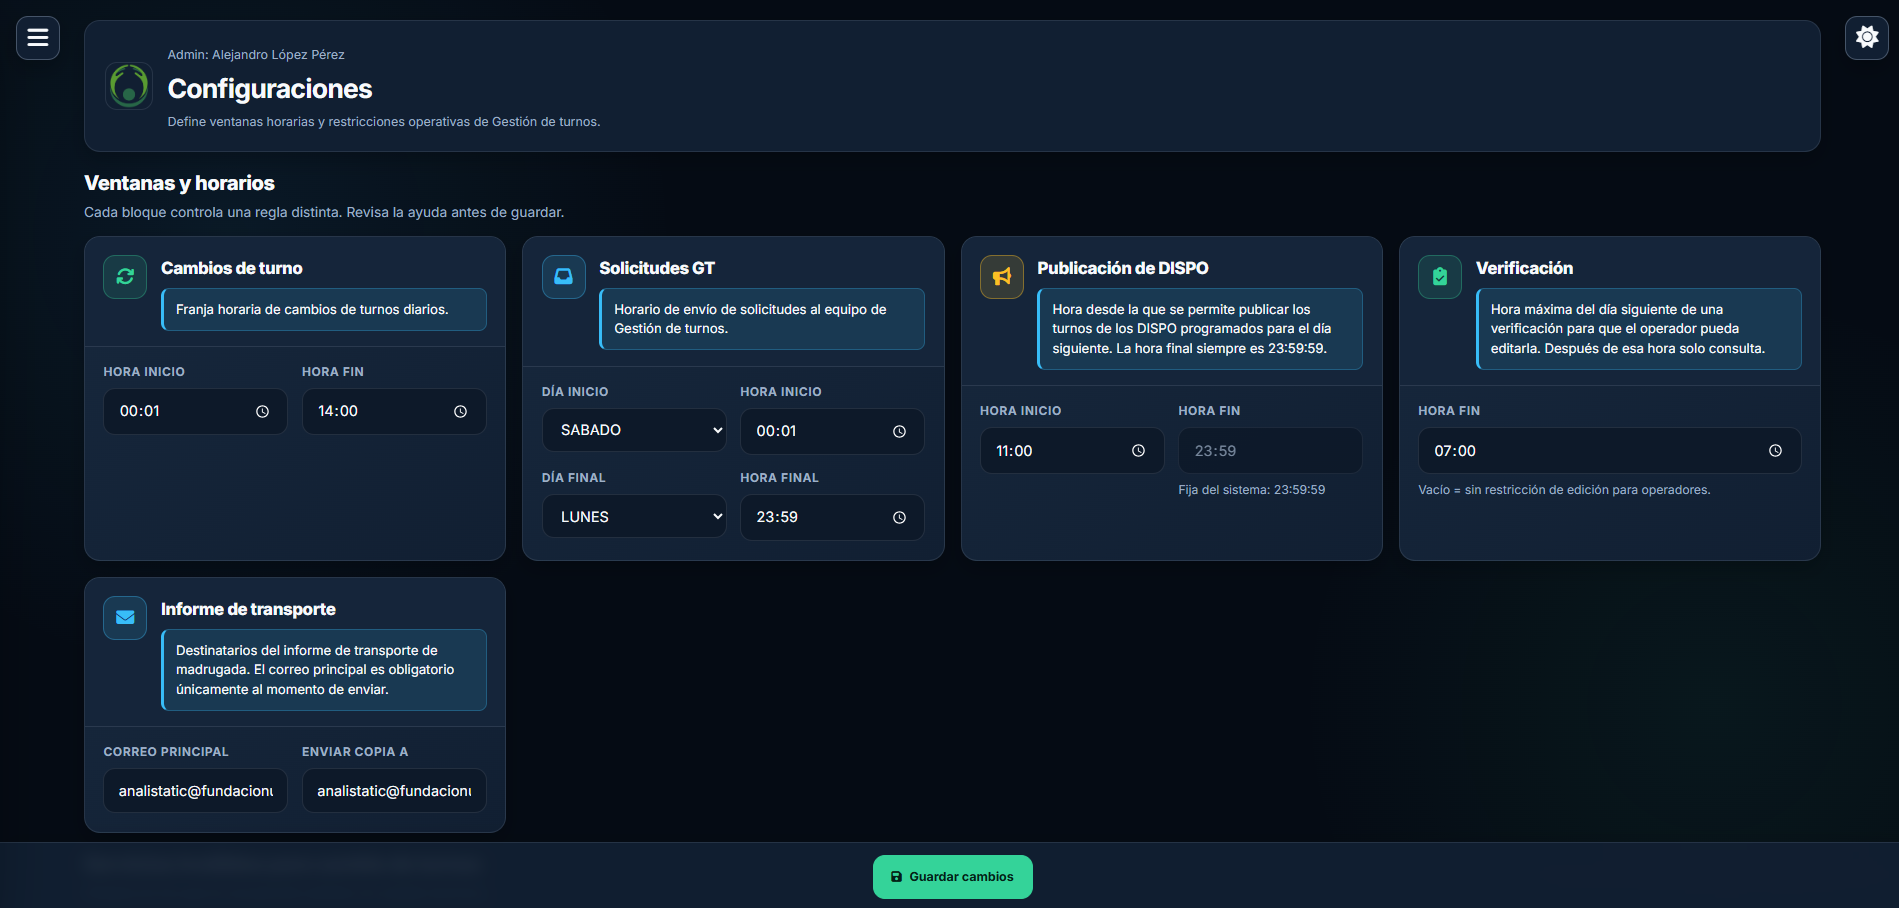 Admin: Alejandro López Pérez
Configuraciones
Define ventanas horarias y restricciones operativas de Gestión de turnos.
Ventanas y horarios
Cada bloque controla una regla distinta. Revisa la ayuda antes de guardar.
Cambios de turno
Franja horaria de cambios de turnos diarios.
HORA INICIO
HORA FIN
00:01
14:00
Solicitudes GT
Horario de envío de solicitudes al equipo de
Gestión de turnos.
DÍA INICIO
HORA INICIO
SABADO
00:01
DÍA FINAL
HORA FINAL
LUNES
23:59
Publicación de DISPO
Hora desde la que se permite publicar los
turnos de los DISPO programados para el día
siguiente. La hora final siempre es 23:59:59.
HORA INICIO
HORA FIN
11:00
23:59
Fija del sistema: 23:59:59
Verificación
Hora máxima del día siguiente de una
verificación para que el operador pueda
editarla. Después de esa hora solo consulta.
HORA FIN
07:00
Vacío = sin restricción de edición para operadores.
Informe de transporte
Destinatarios del informe de transporte de
madrugada. El correo principal es obligatorio
únicamente al momento de enviar.
CORREO PRINCIPAL
ENVIAR COPIA A
analistatic@fundacion
analistatic@fundacion
Guardar cambios